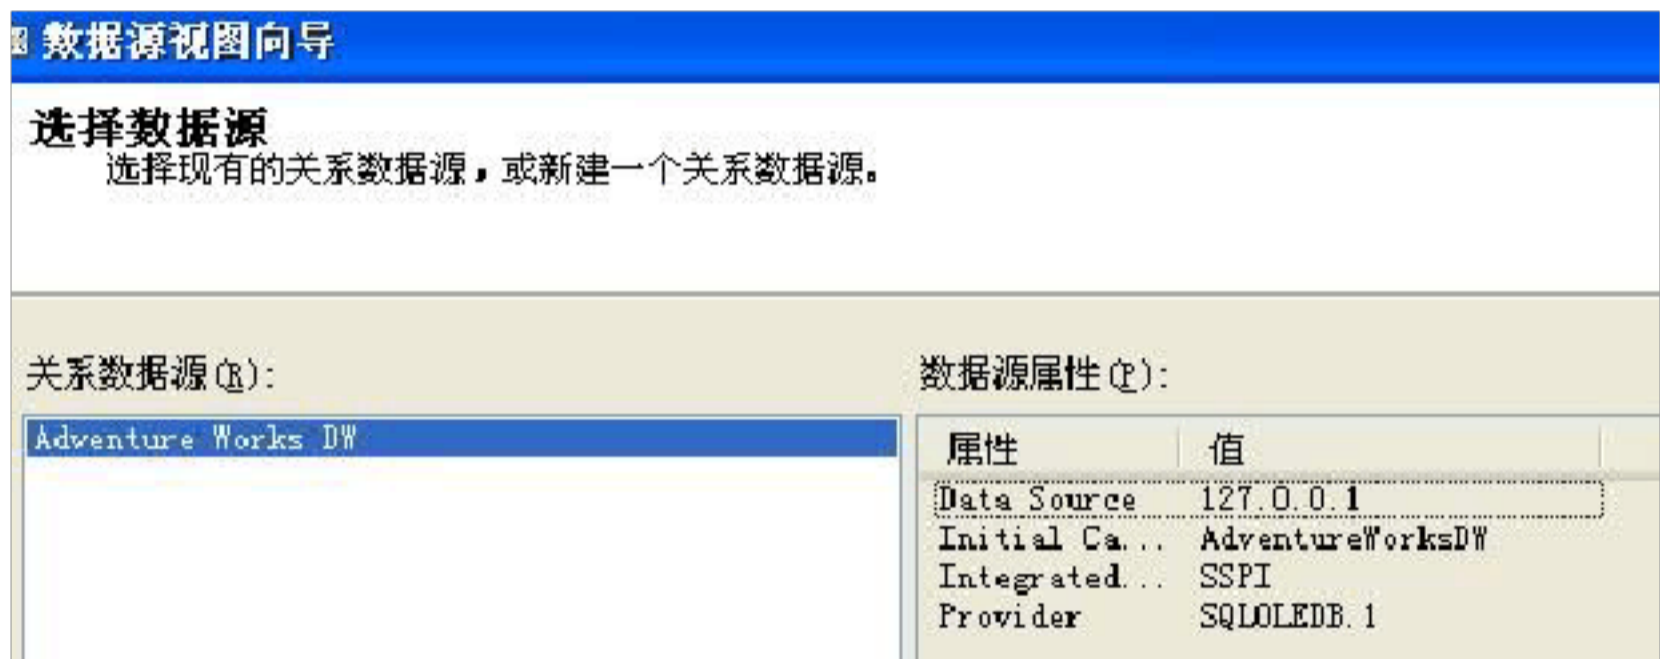 数据源视图向导
选择数据源
选择现有的关系数据源，或新建一个关系数据源。
关系数据源(R):
数据源属性(P):
Adventure Works DW
属性 值
Data Source 127.0.0.1
Initial Ca... AdventureWorksDW
Integrated... SSPI
Provider SQLOLEDB.1